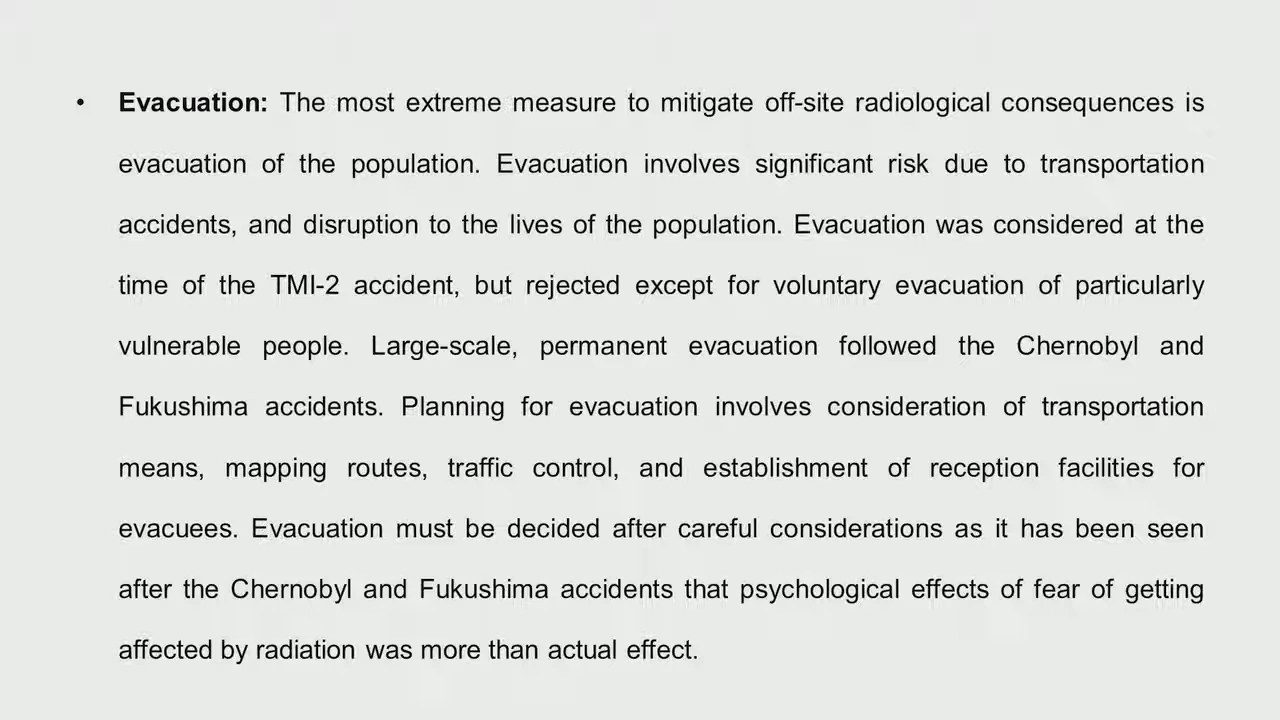 • Evacuation: The most extreme measure to mitigate off-site radiological consequences is
evacuation of the population. Evacuation involves significant risk due to transportation
accidents, and disruption to the lives of the population. Evacuation was considered at the
time of the TMI-2 accident, but rejected except for voluntary evacuation of particularly
vulnerable people. Large-scale, permanent evacuation followed the Chernobyl and
Fukushima accidents. Planning for evacuation involves consideration of transportation
means, mapping routes, traffic control, and establishment of reception facilities for
evacuees. Evacuation must be decided after careful considerations as it has been seen
after the Chernobyl and Fukushima accidents that psychological effects of fear of getting
affected by radiation was more than actual effect.